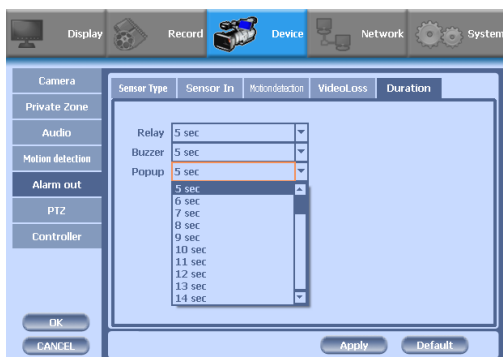 Display Record Device Network System
Camera
Private Zone
Audio
Motion detection
Alarm out
PTZ
Controller
OK
CANCEL
Sensor Type Sensor In Motion detection VideoLoss Duration
Relay 5 sec
Buzzer 5 sec
Popup 5 sec
5 sec
6 sec
7 sec
8 sec
9 sec
10 sec
11 sec
12 sec
13 sec
14 sec
Apply Default